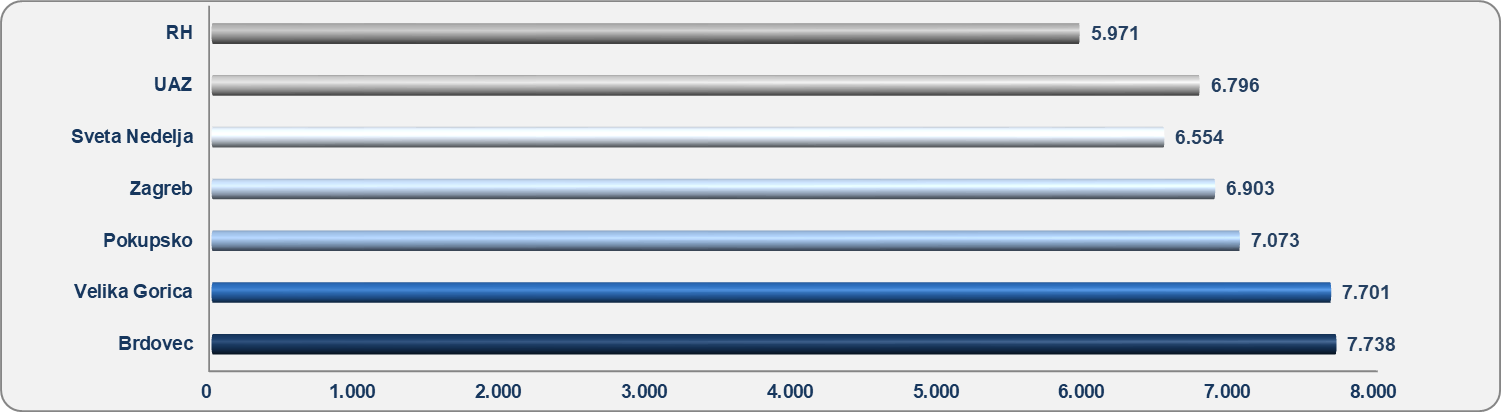 RH 5.971
UAZ 6.796
Sveta Nedelja 6.554
Zagreb 6.903
Pokupsko 7.073
Velika Gorica 7.701
Brdovec 7.738
0 1.000 2.000 3.000 4.000 5.000 6.000 7.000 8.000